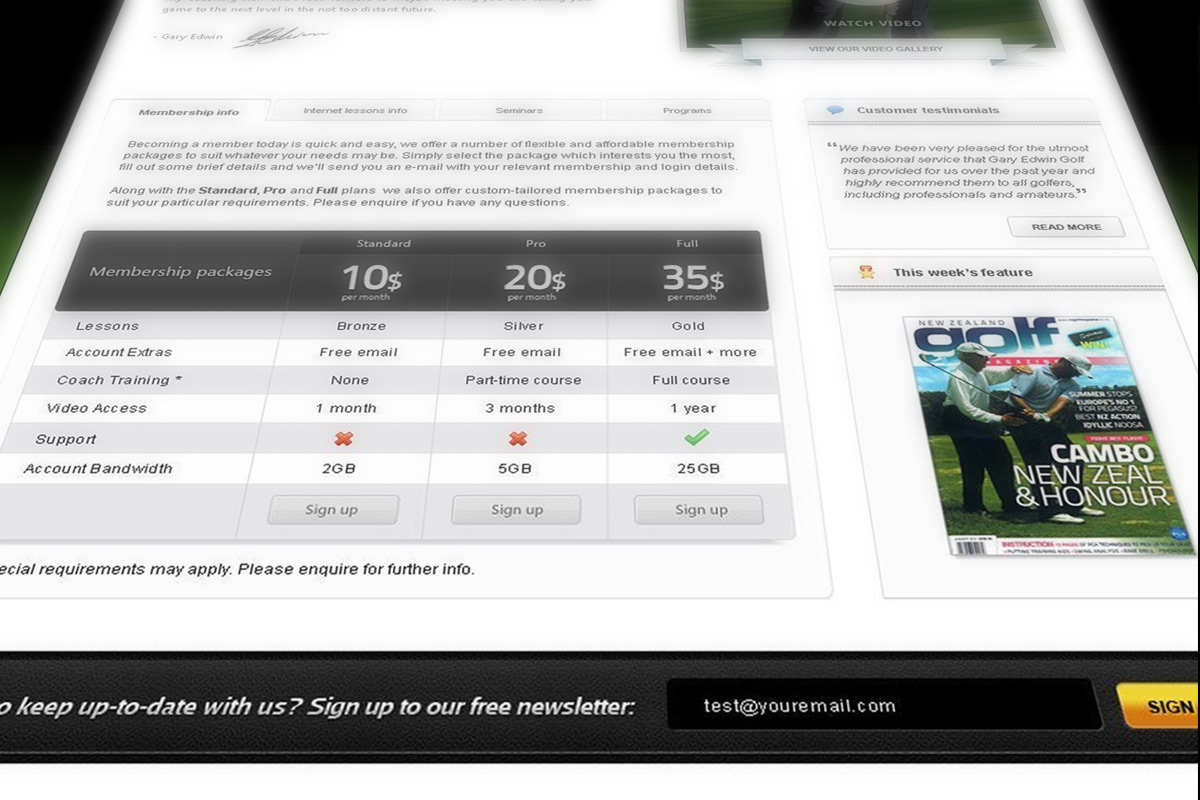 game to the next level in the not too distant future.
- Gary Edwin
WATCH VIDEO
VIEW OUR VIDEO GALLERY
Membership info
Internet lessons info
Seminars
Programs
Becoming a member today is quick and easy, we offer a number of flexible and affordable membership
packages to suit whatever your needs may be. Simply select the package which interests you the most,
fill out some brief details and we'll send you an e-mail with your relevant membership and login details.
Along with the Standard, Pro and Full plans we also offer custom-tailored membership packages to
suit your particular requirements. Please enquire if you have any questions.
Membership packages
Standard
10$
per month
Pro
20$
per month
Full
35$
per month
Lessons Bronze Silver Gold
Account Extras Free email Free email Free email + more
Coach Training * None Part-time course Full course
Video Access 1 month 3 months 1 year
Support
Account Bandwidth 2GB 5GB 25GB
Sign up Sign up Sign up
ecial requirements may apply. Please enquire for further info.
Customer testimonials
“We have been very pleased for the utmost
professional service that Gary Edwin Golf
has provided for us over the past year and
highly recommend them to all golfers,
including professionals and amateurs.”
READ MORE
This week's feature
NEW ZEALAND
golf
MAGAZINE
WIN!
SUMMER STOPS
EUROPE'S NO 1
FOR PEGASUS?
BEST NZ ACTION
IDYLLIC NOOSA
CAMBO
NEW ZEAL
& HONOUR
INSTRUCTION
o keep up-to-date with us? Sign up to our free newsletter:
test@youremail.com
SIGN